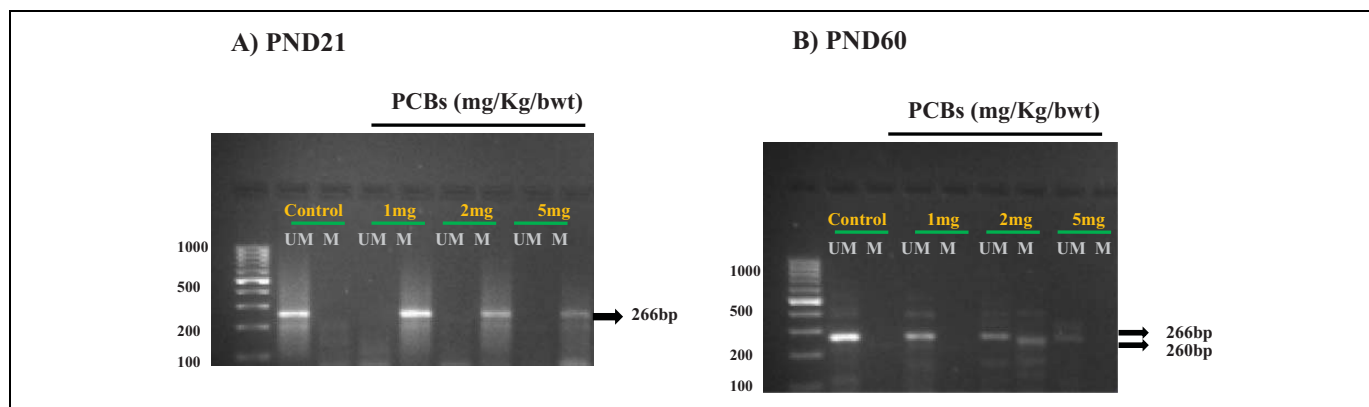 A) PND21
PCBs (mg/Kg/bwt)
Control 1mg 2mg 5mg
UM M UM M UM M UM M
1000
500
200
100
266bp
B) PND60
PCBs (mg/Kg/bwt)
Control 1mg 2mg 5mg
UM M UM M UM M UM M
1000
500
200
100
266bp
260bp